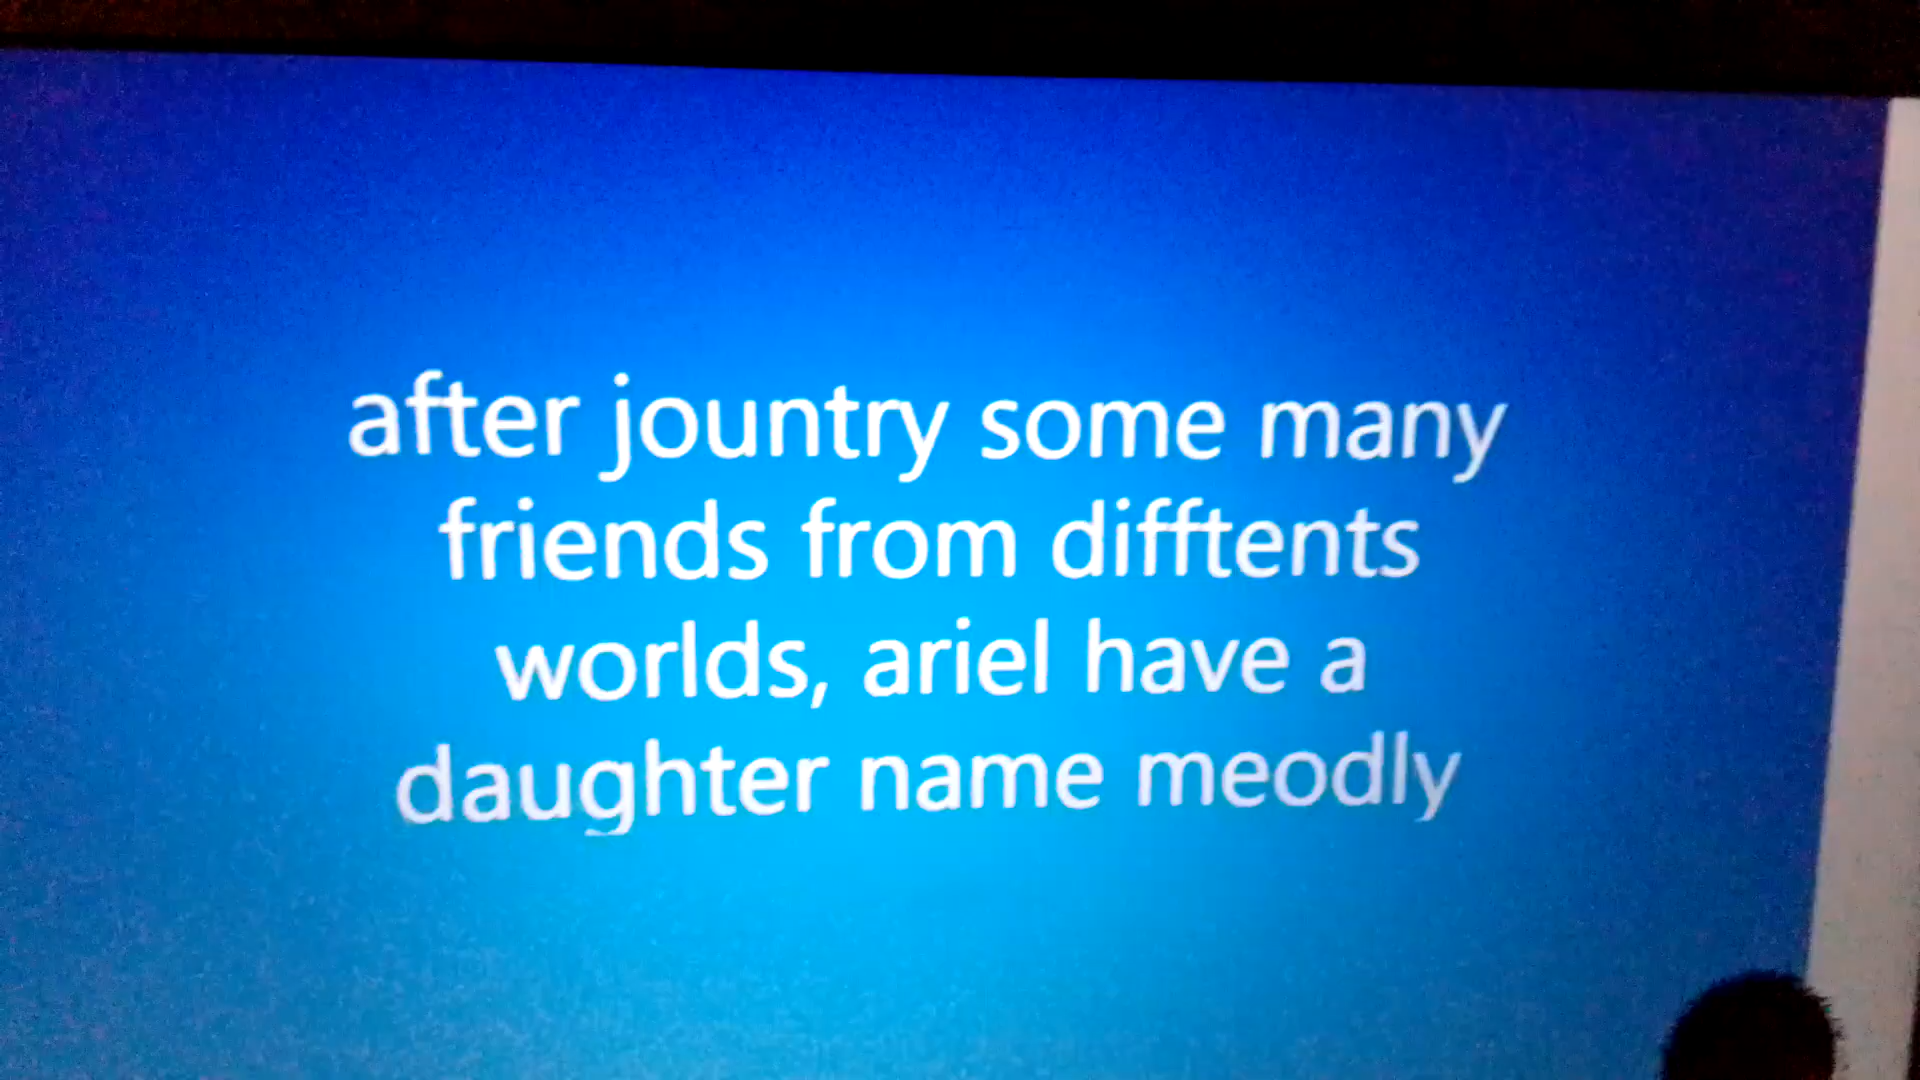 after jountry some many
friends from difftents
worlds, ariel have a
daughter name meodly